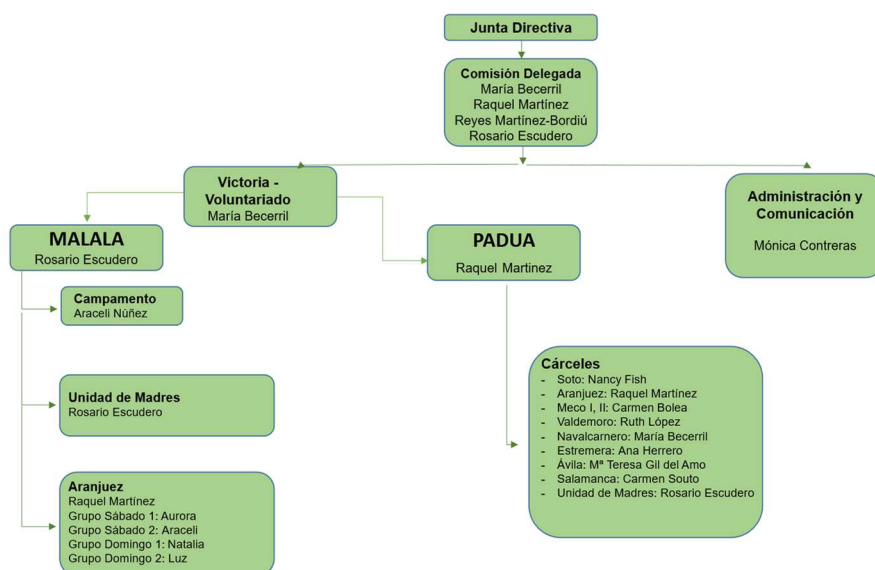 Junta Directiva
Comisión Delegada
María Becerril
Raquel Martínez
Reyes Martínez-Bordiú
Rosario Escudero
Victoria -
Voluntariado
María Becerril
Administración y
Comunicación
Mónica Contreras
MALALA
Rosario Escudero
PADUA
Raquel Martinez
Campamento
Araceli Núñez
Unidad de Madres
Rosario Escudero
Aranjuez
Raquel Martínez
Grupo Sábado 1: Aurora
Grupo Sábado 2: Araceli
Grupo Domingo 1: Natalia
Grupo Domingo 2: Luz
Cárceles
- Soto: Nancy Fish
- Aranjuez: Raquel Martínez
- Meco I, II: Carmen Bolea
- Valdemoro: Ruth López
- Navalcarnero: María Becerril
- Estremera: Ana Herrero
- Ávila: Mª Teresa Gil del Amo
- Salamanca: Carmen Souto
- Unidad de Madres: Rosario Escudero